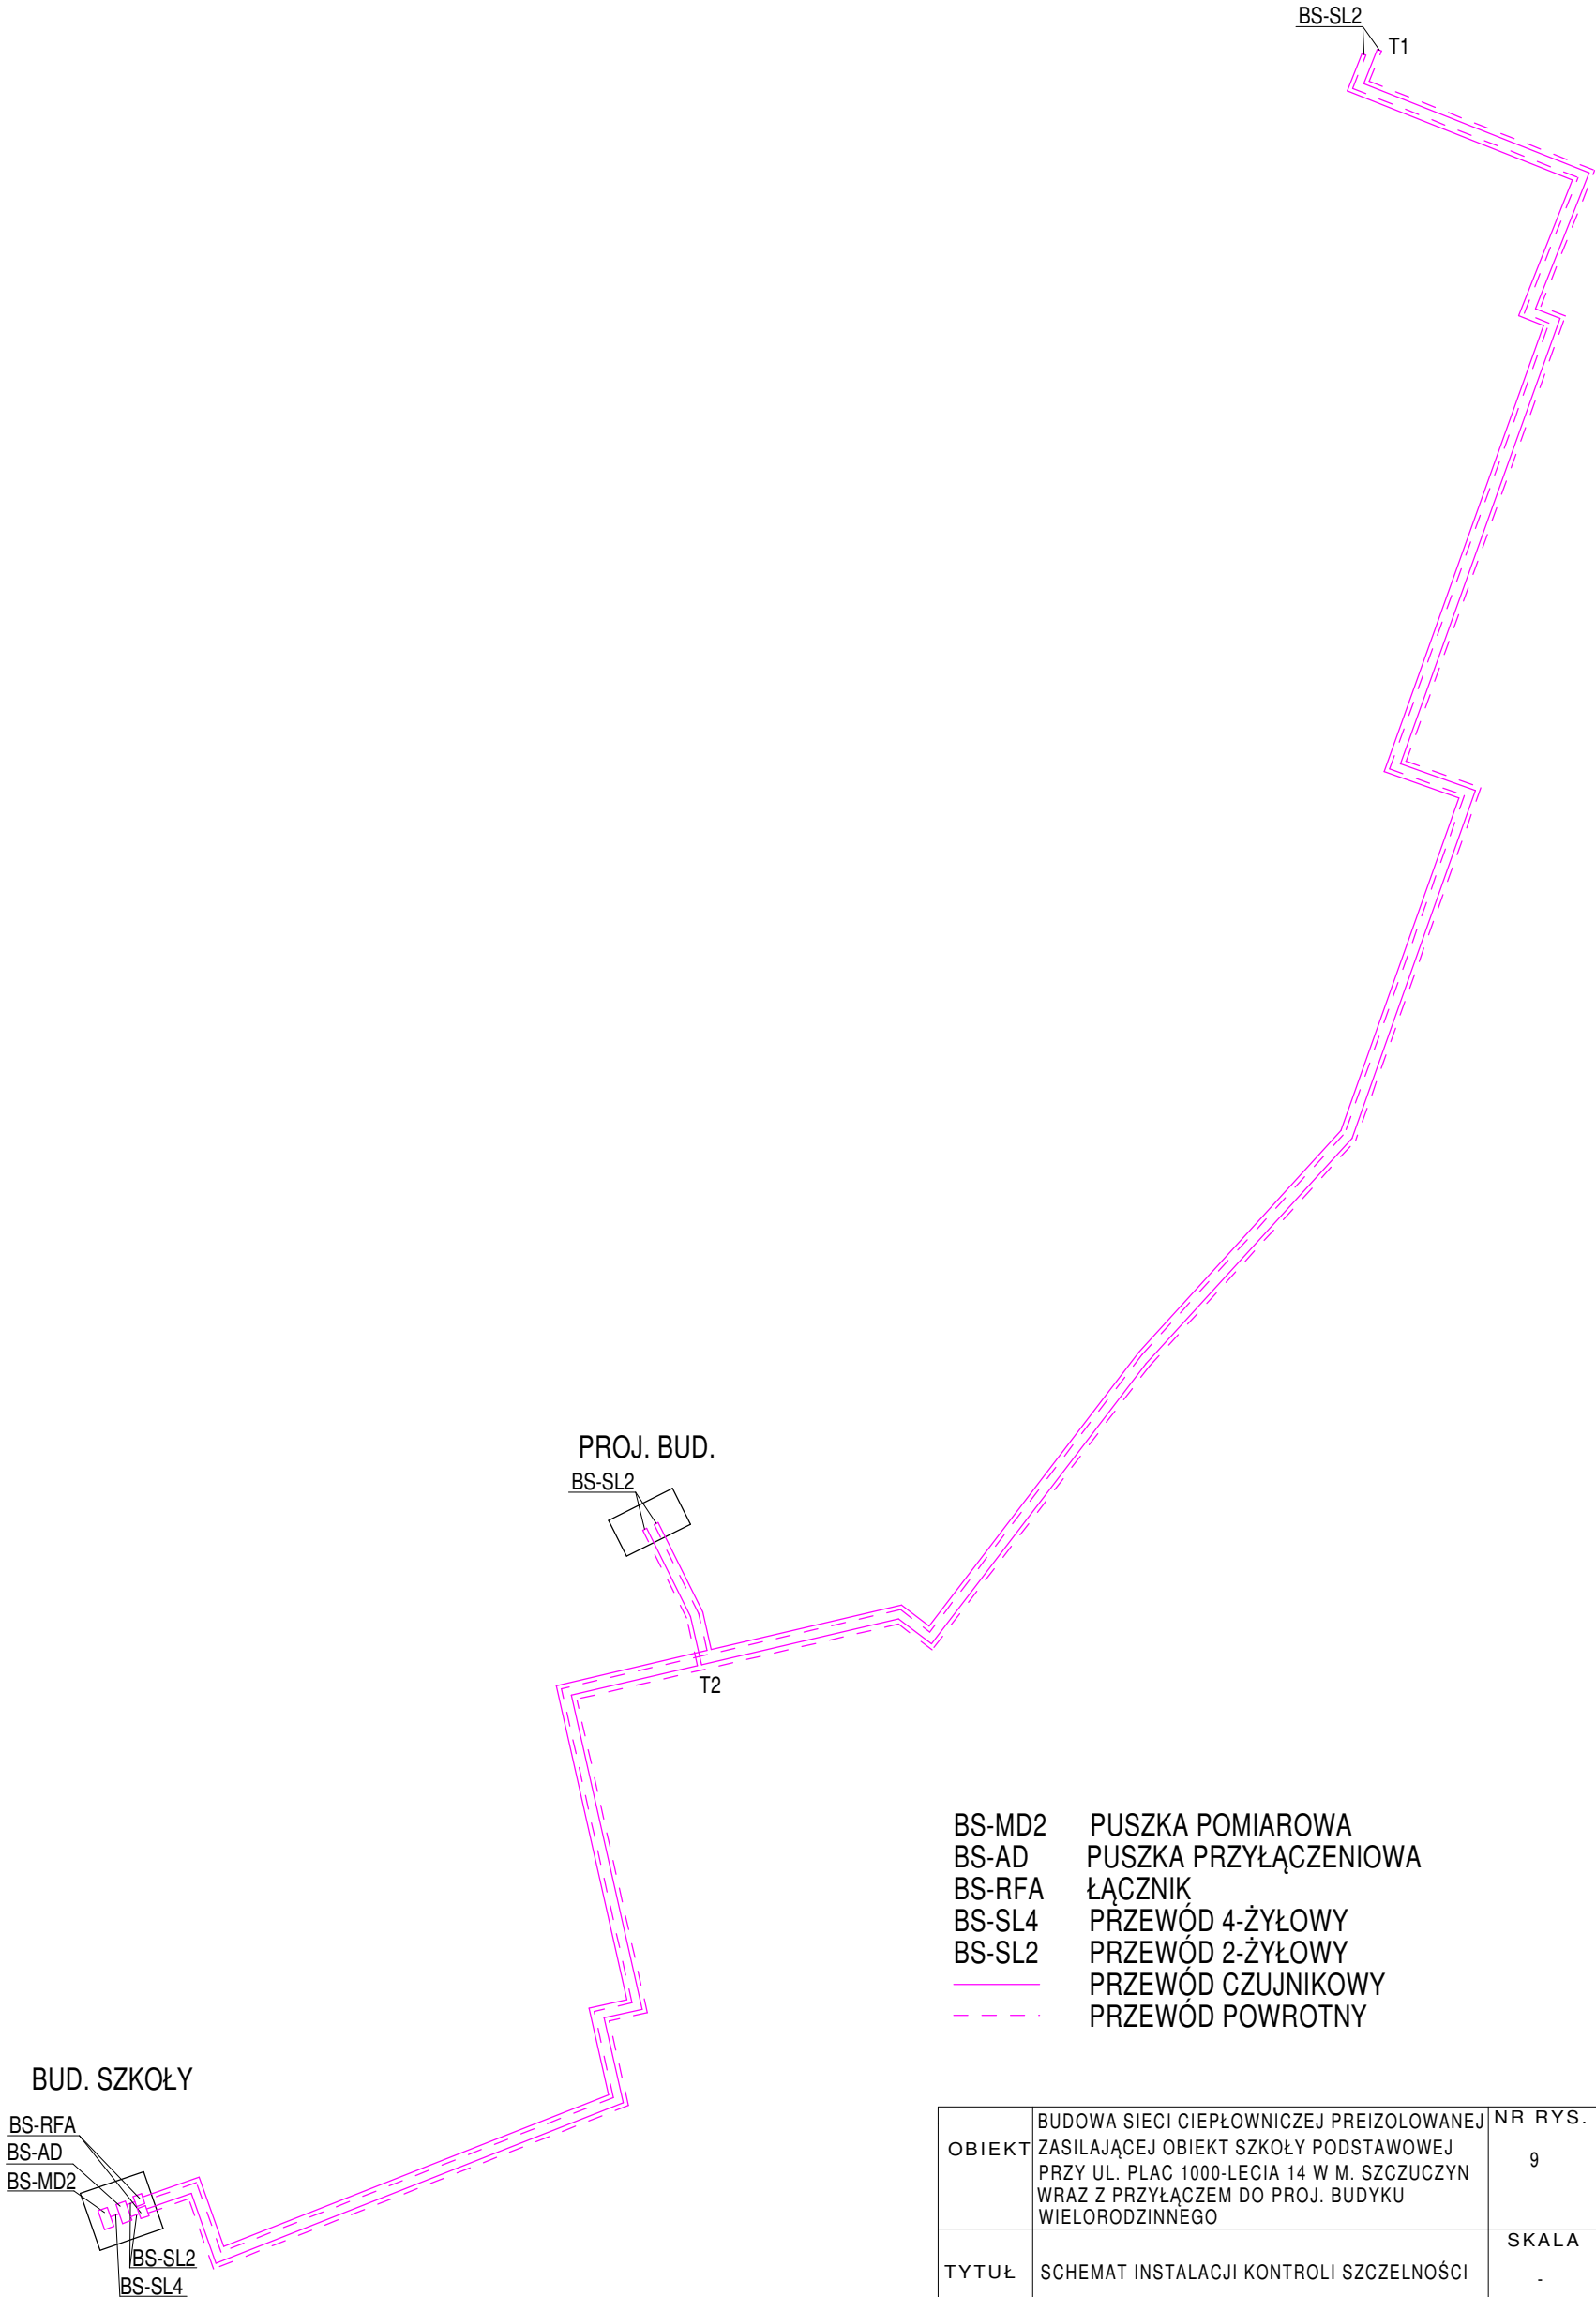 BS-SL2
T1
PROJ. BUD.
BS-SL2
T2
BS-MD2 PUSZKA POMIAROWA
BS-AD PUSZKA PRZYŁĄCZENIOWA
BS-RFA ŁĄCZNIK
BS-SL4 PRZEWÓD 4-ŻYŁOWY
BS-SL2 PRZEWÓD 2-ŻYŁOWY
PRZEWÓD CZUJNIKOWY
PRZEWÓD POWROTNY
BUD. SZKOŁY
BS-RFA
BS-AD
BS-MD2
BS-SL2
BS-SL4
OBIEKT
BUDOWA SIECI CIEPŁOWNICZEJ PREIZOLOWANEJ
ZASILAJĄCEJ OBIEKT SZKOŁY PODSTAWOWEJ
PRZY UL. PLAC 1000-LECIA 14 W M. SZCZUCZYN
WRAZ Z PRZYŁĄCZEM DO PROJ. BUDYKU
WIELORODZINNEGO
NR RYS.
9
TYTUŁ
SCHEMAT INSTALACJI KONTROLI SZCZELNOŚCI
SKALA
-